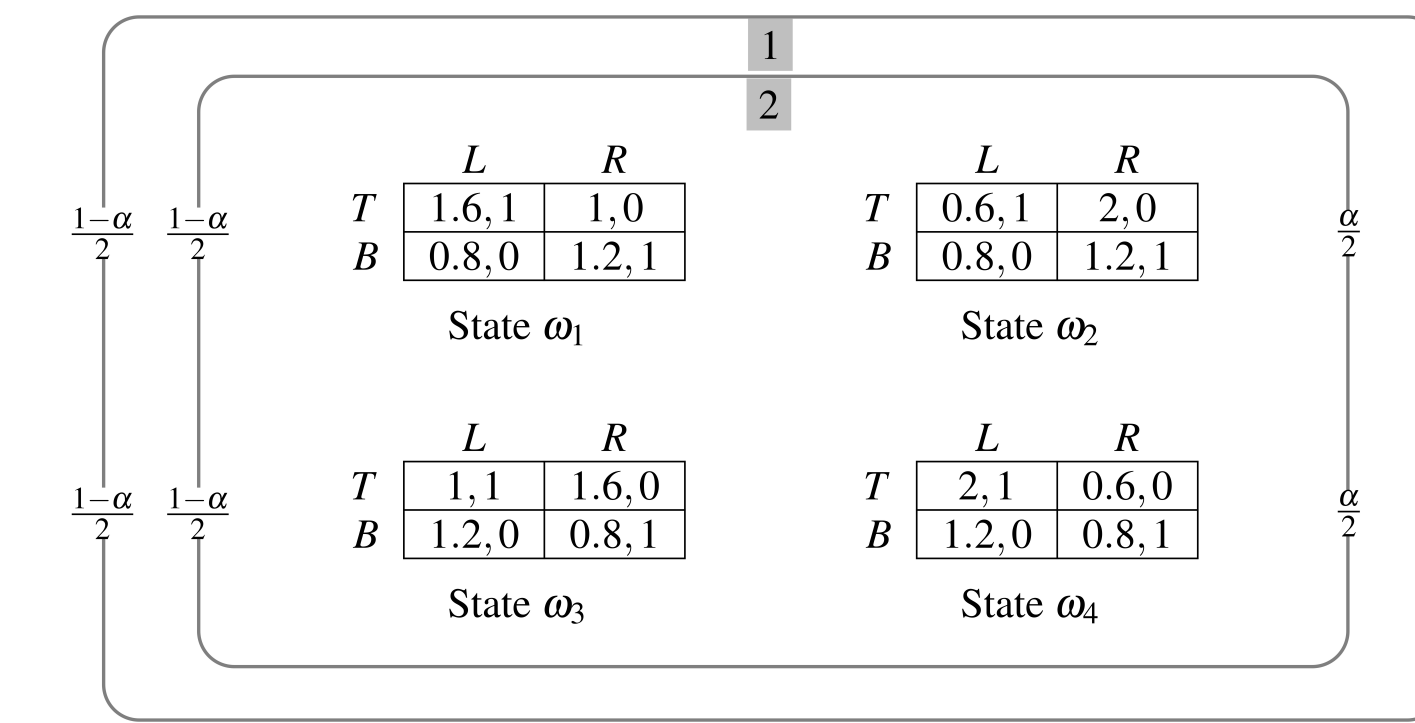 1
2
L R L R
(1−α)/2 (1−α)/2 T 1.6,1 1,0 T 0.6,1 2,0 α/2
B 0.8,0 1.2,1 B 0.8,0 1.2,1
State ω₁ State ω₂
L R L R
(1−α)/2 (1−α)/2 T 1,1 1.6,0 T 2,1 0.6,0 α/2
B 1.2,0 0.8,1 B 1.2,0 0.8,1
State ω₃ State ω₄